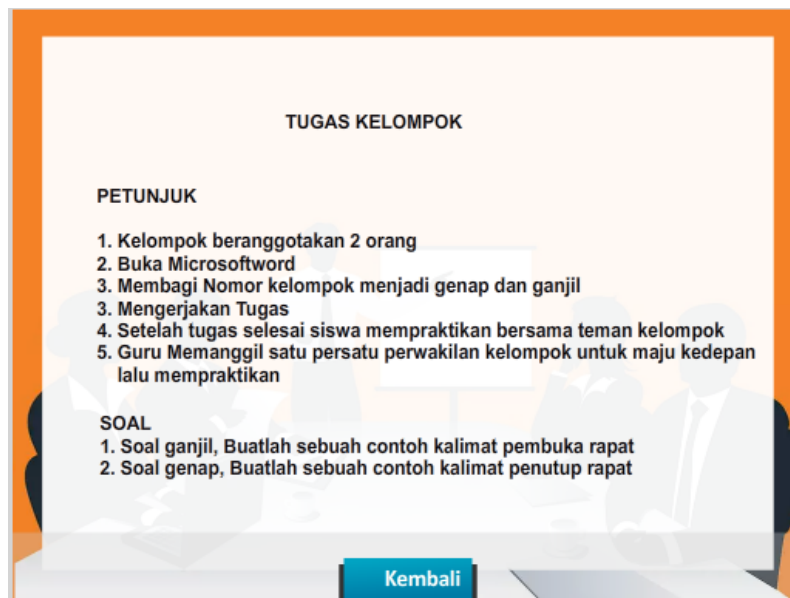 TUGAS KELOMPOK
PETUNJUK
1. Kelompok beranggotakan 2 orang
2. Buka Microsoftword
3. Membagi Nomor kelompok menjadi genap dan ganjil
3. Mengerjakan Tugas
4. Setelah tugas selesai siswa mempraktikan bersama teman kelompok
5. Guru Memanggil satu persatu perwakilan kelompok untuk maju kedepan
lalu mempraktikan
SOAL
1. Soal ganjil, Buatlah sebuah contoh kalimat pembuka rapat
2. Soal genap, Buatlah sebuah contoh kalimat penutup rapat
Kembali